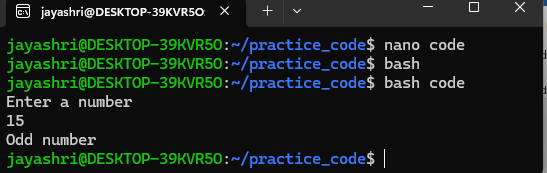 jayashri@DESKTOP-39KVR5O:
jayashri@DESKTOP-39KVR5O:~/practice_code$ nano code
jayashri@DESKTOP-39KVR5O:~/practice_code$ bash
jayashri@DESKTOP-39KVR5O:~/practice_code$ bash code
Enter a number
15
Odd number
jayashri@DESKTOP-39KVR5O:~/practice_code$